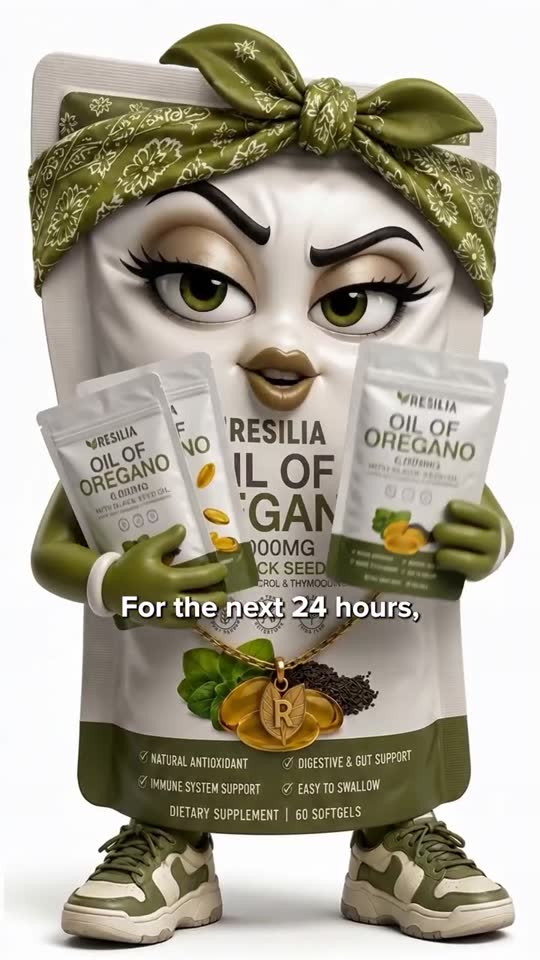 RESILIA
OIL OF
OREGANO
RESILIA
OIL OF
OREGANO
WITH BLACK SEED OIL
RESILIA
IL OF
EGAN
000MG
CK SEED
CROL & THYMOQUIN
For the next 24 hours,
R
NATURAL ANTIOXIDANT
DIGESTIVE & GUT SUPPORT
IMMUNE SYSTEM SUPPORT
EASY TO SWALLOW
DIETARY SUPPLEMENT | 60 SOFTGELS